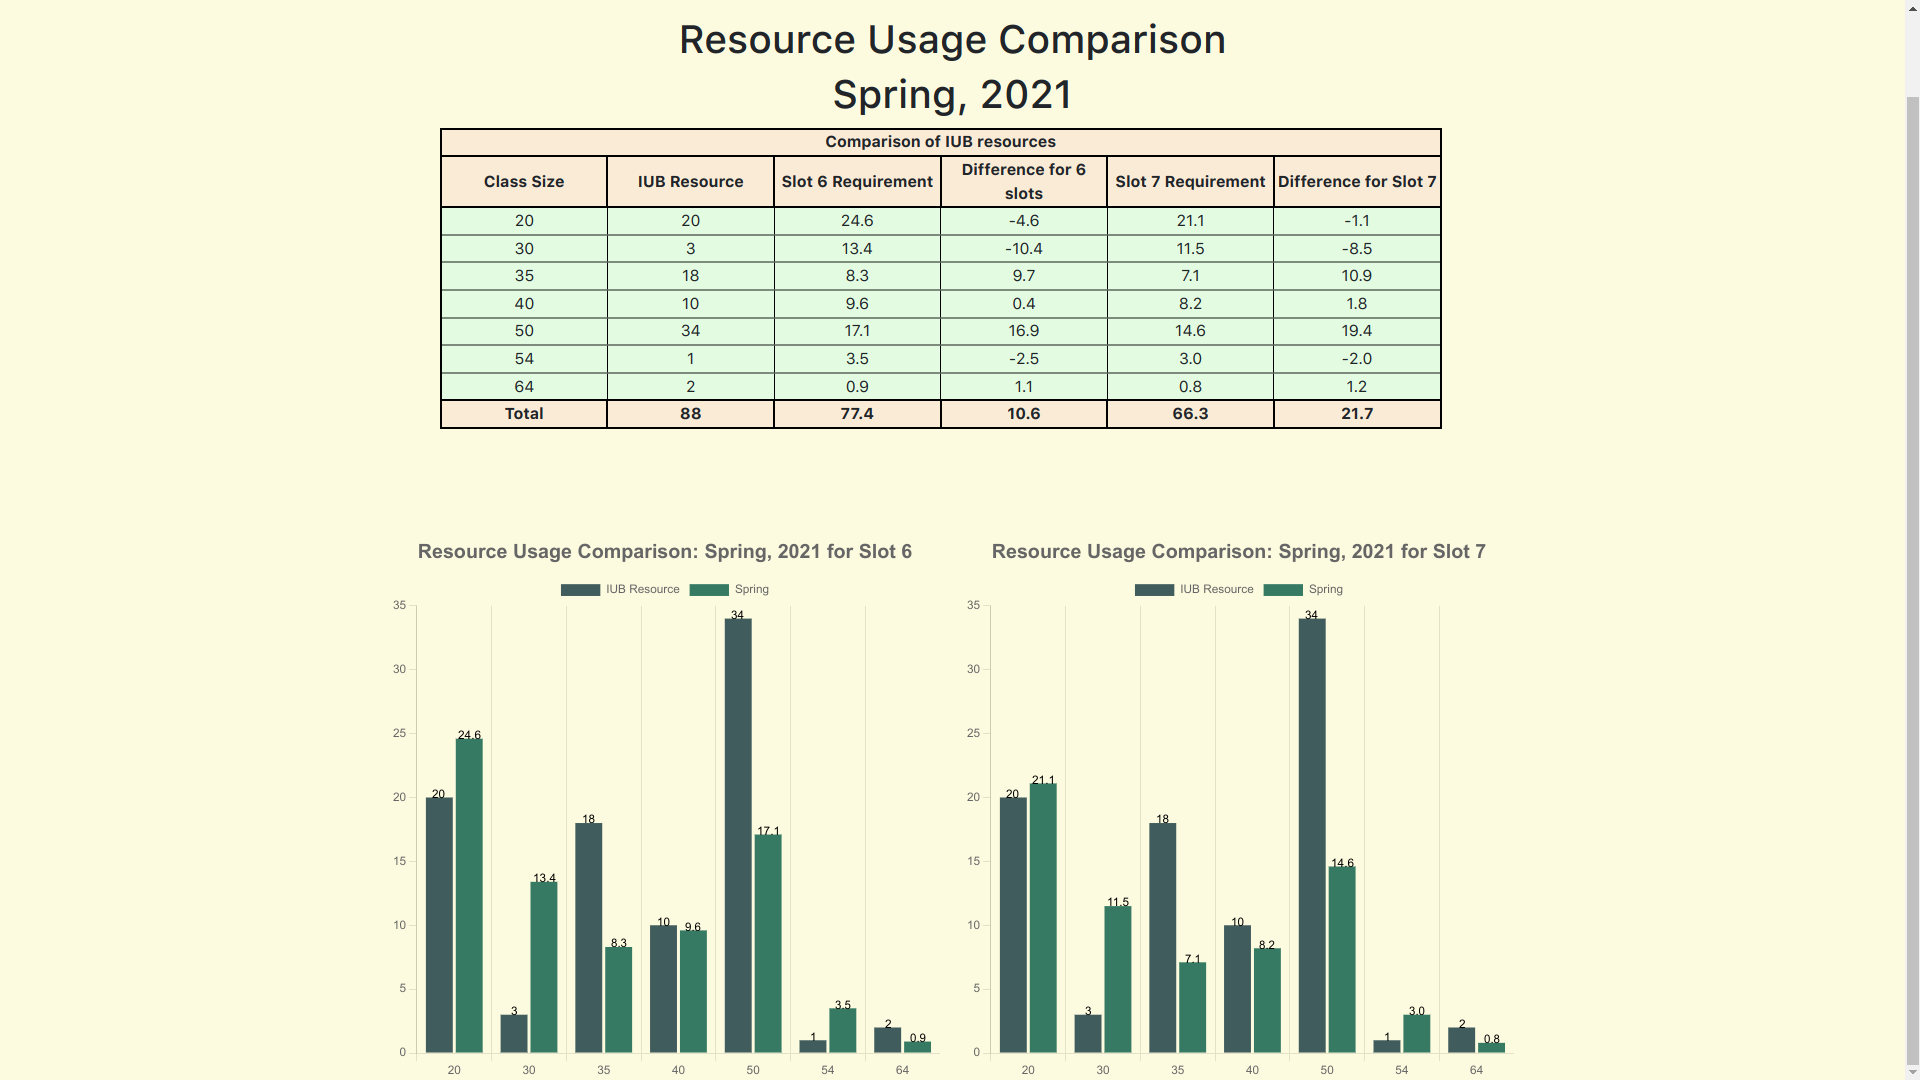 Resource Usage Comparison
Spring, 2021
Comparison of IUB resources
Class Size IUB Resource Slot 6 Requirement Difference for 6 slots Slot 7 Requirement Difference for Slot 7
20 20 24.6 -4.6 21.1 -1.1
30 3 13.4 -10.4 11.5 -8.5
35 18 8.3 9.7 7.1 10.9
40 10 9.6 0.4 8.2 1.8
50 34 17.1 16.9 14.6 19.4
54 1 3.5 -2.5 3.0 -2.0
64 2 0.9 1.1 0.8 1.2
Total 88 77.4 10.6 66.3 21.7
Resource Usage Comparison: Spring, 2021 for Slot 6
IUB Resource Spring
35
30
25
20
15
10
5
0
20 24.6
3 13.4
18 8.3
10 9.6
34 17.1
1 3.5
2 0.9
20 30 35 40 50 54 64
Resource Usage Comparison: Spring, 2021 for Slot 7
IUB Resource Spring
35
30
25
20
15
10
5
0
20 21.1
3 11.5
18 7.1
10 8.2
34 14.6
1 3.0
2 0.8
20 30 35 40 50 54 64